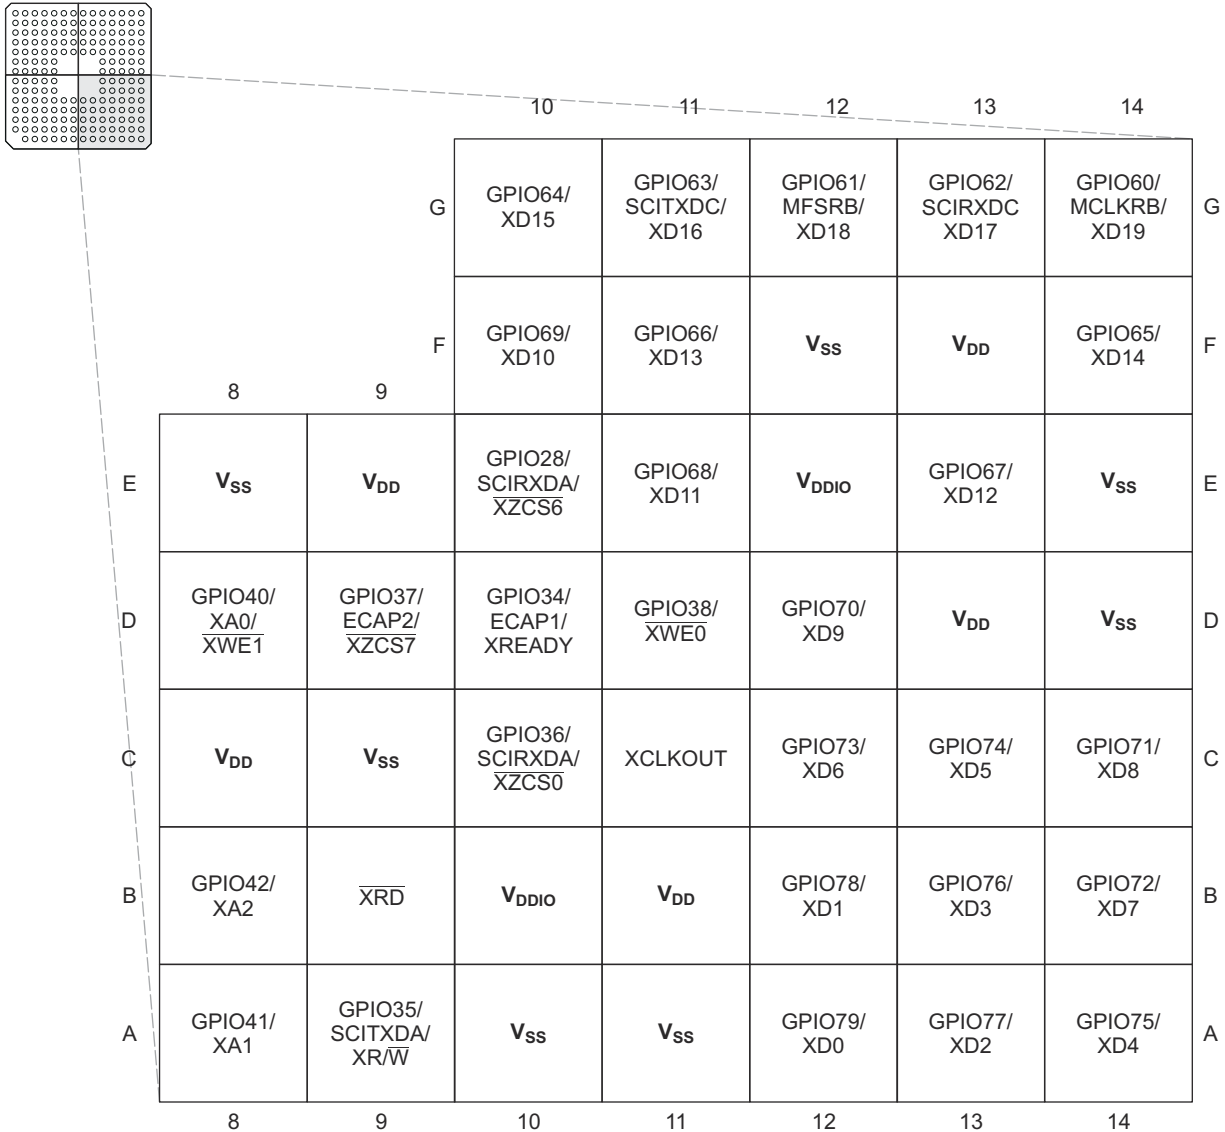 10 11 12 13 14
G GPIO64/ GPIO63/ GPIO61/ GPIO62/ GPIO60/ G
XD15 SCITXDC/ MFSRB/ SCIRXDC MCLKRB/
XD16 XD18 XD17 XD19
F GPIO69/ GPIO66/ VSS VDD GPIO65/ F
XD10 XD13 XD14
8 9
E VSS VDD GPIO28/ GPIO68/ VDDIO GPIO67/ VSS E
SCIRXDA/ XD11 XD12
XZCS6
D GPIO40/ GPIO37/ GPIO34/ GPIO38/ GPIO70/ VDD VSS D
XA0/ ECAP2/ ECAP1/ XWE0 XD9
XWE1 XZCS7 XREADY
C VDD VSS GPIO36/ XCLKOUT GPIO73/ GPIO74/ GPIO71/ C
SCIRXDA/ XD6 XD5 XD8
XZCS0
B GPIO42/ XRD VDDIO VDD GPIO78/ GPIO76/ GPIO72/ B
XA2 XD1 XD3 XD7
A GPIO41/ GPIO35/ VSS VSS GPIO79/ GPIO77/ GPIO75/ A
XA1 SCITXDA/ XD0 XD2 XD4
XR/W
8 9 10 11 12 13 14